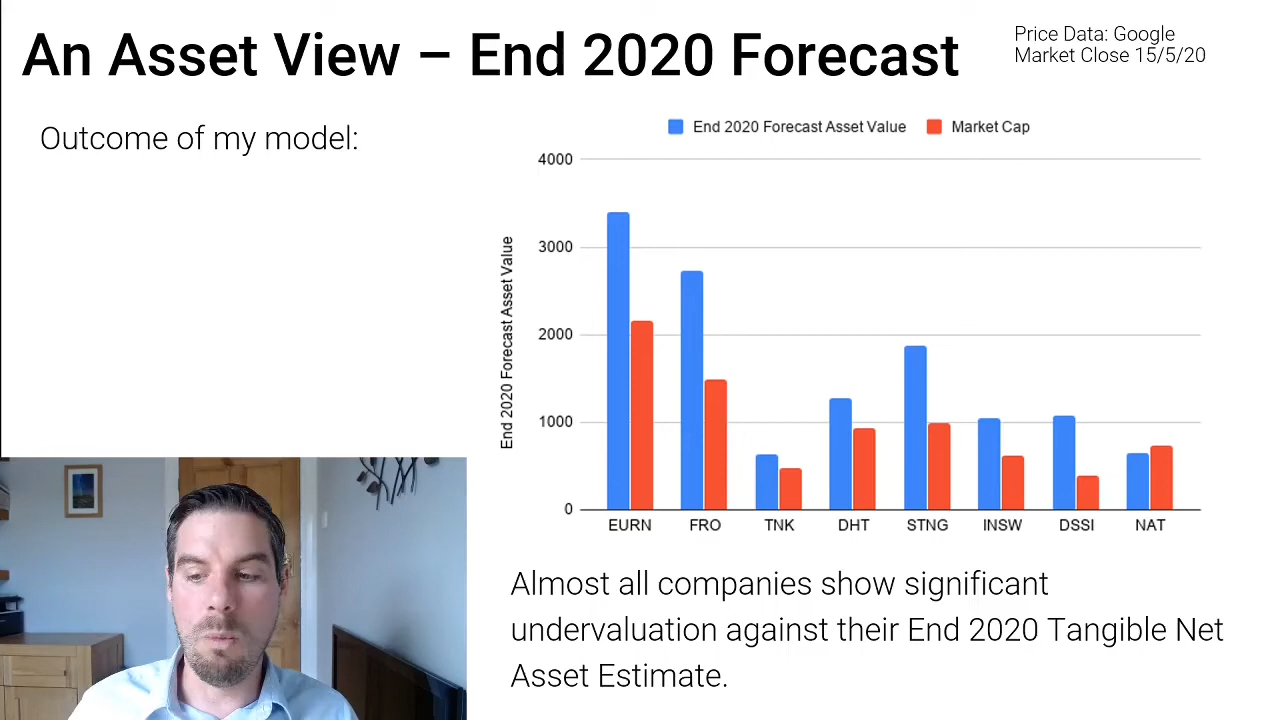 An Asset View – End 2020 Forecast
Price Data: Google
Market Close 15/5/20
Outcome of my model:
End 2020 Forecast Asset Value
Market Cap
End 2020 Forecast Asset Value
4000
3000
2000
1000
0
EURN
FRO
TNK
DHT
STNG
INSW
DSSI
NAT
Almost all companies show significant
undervaluation against their End 2020 Tangible Net
Asset Estimate.